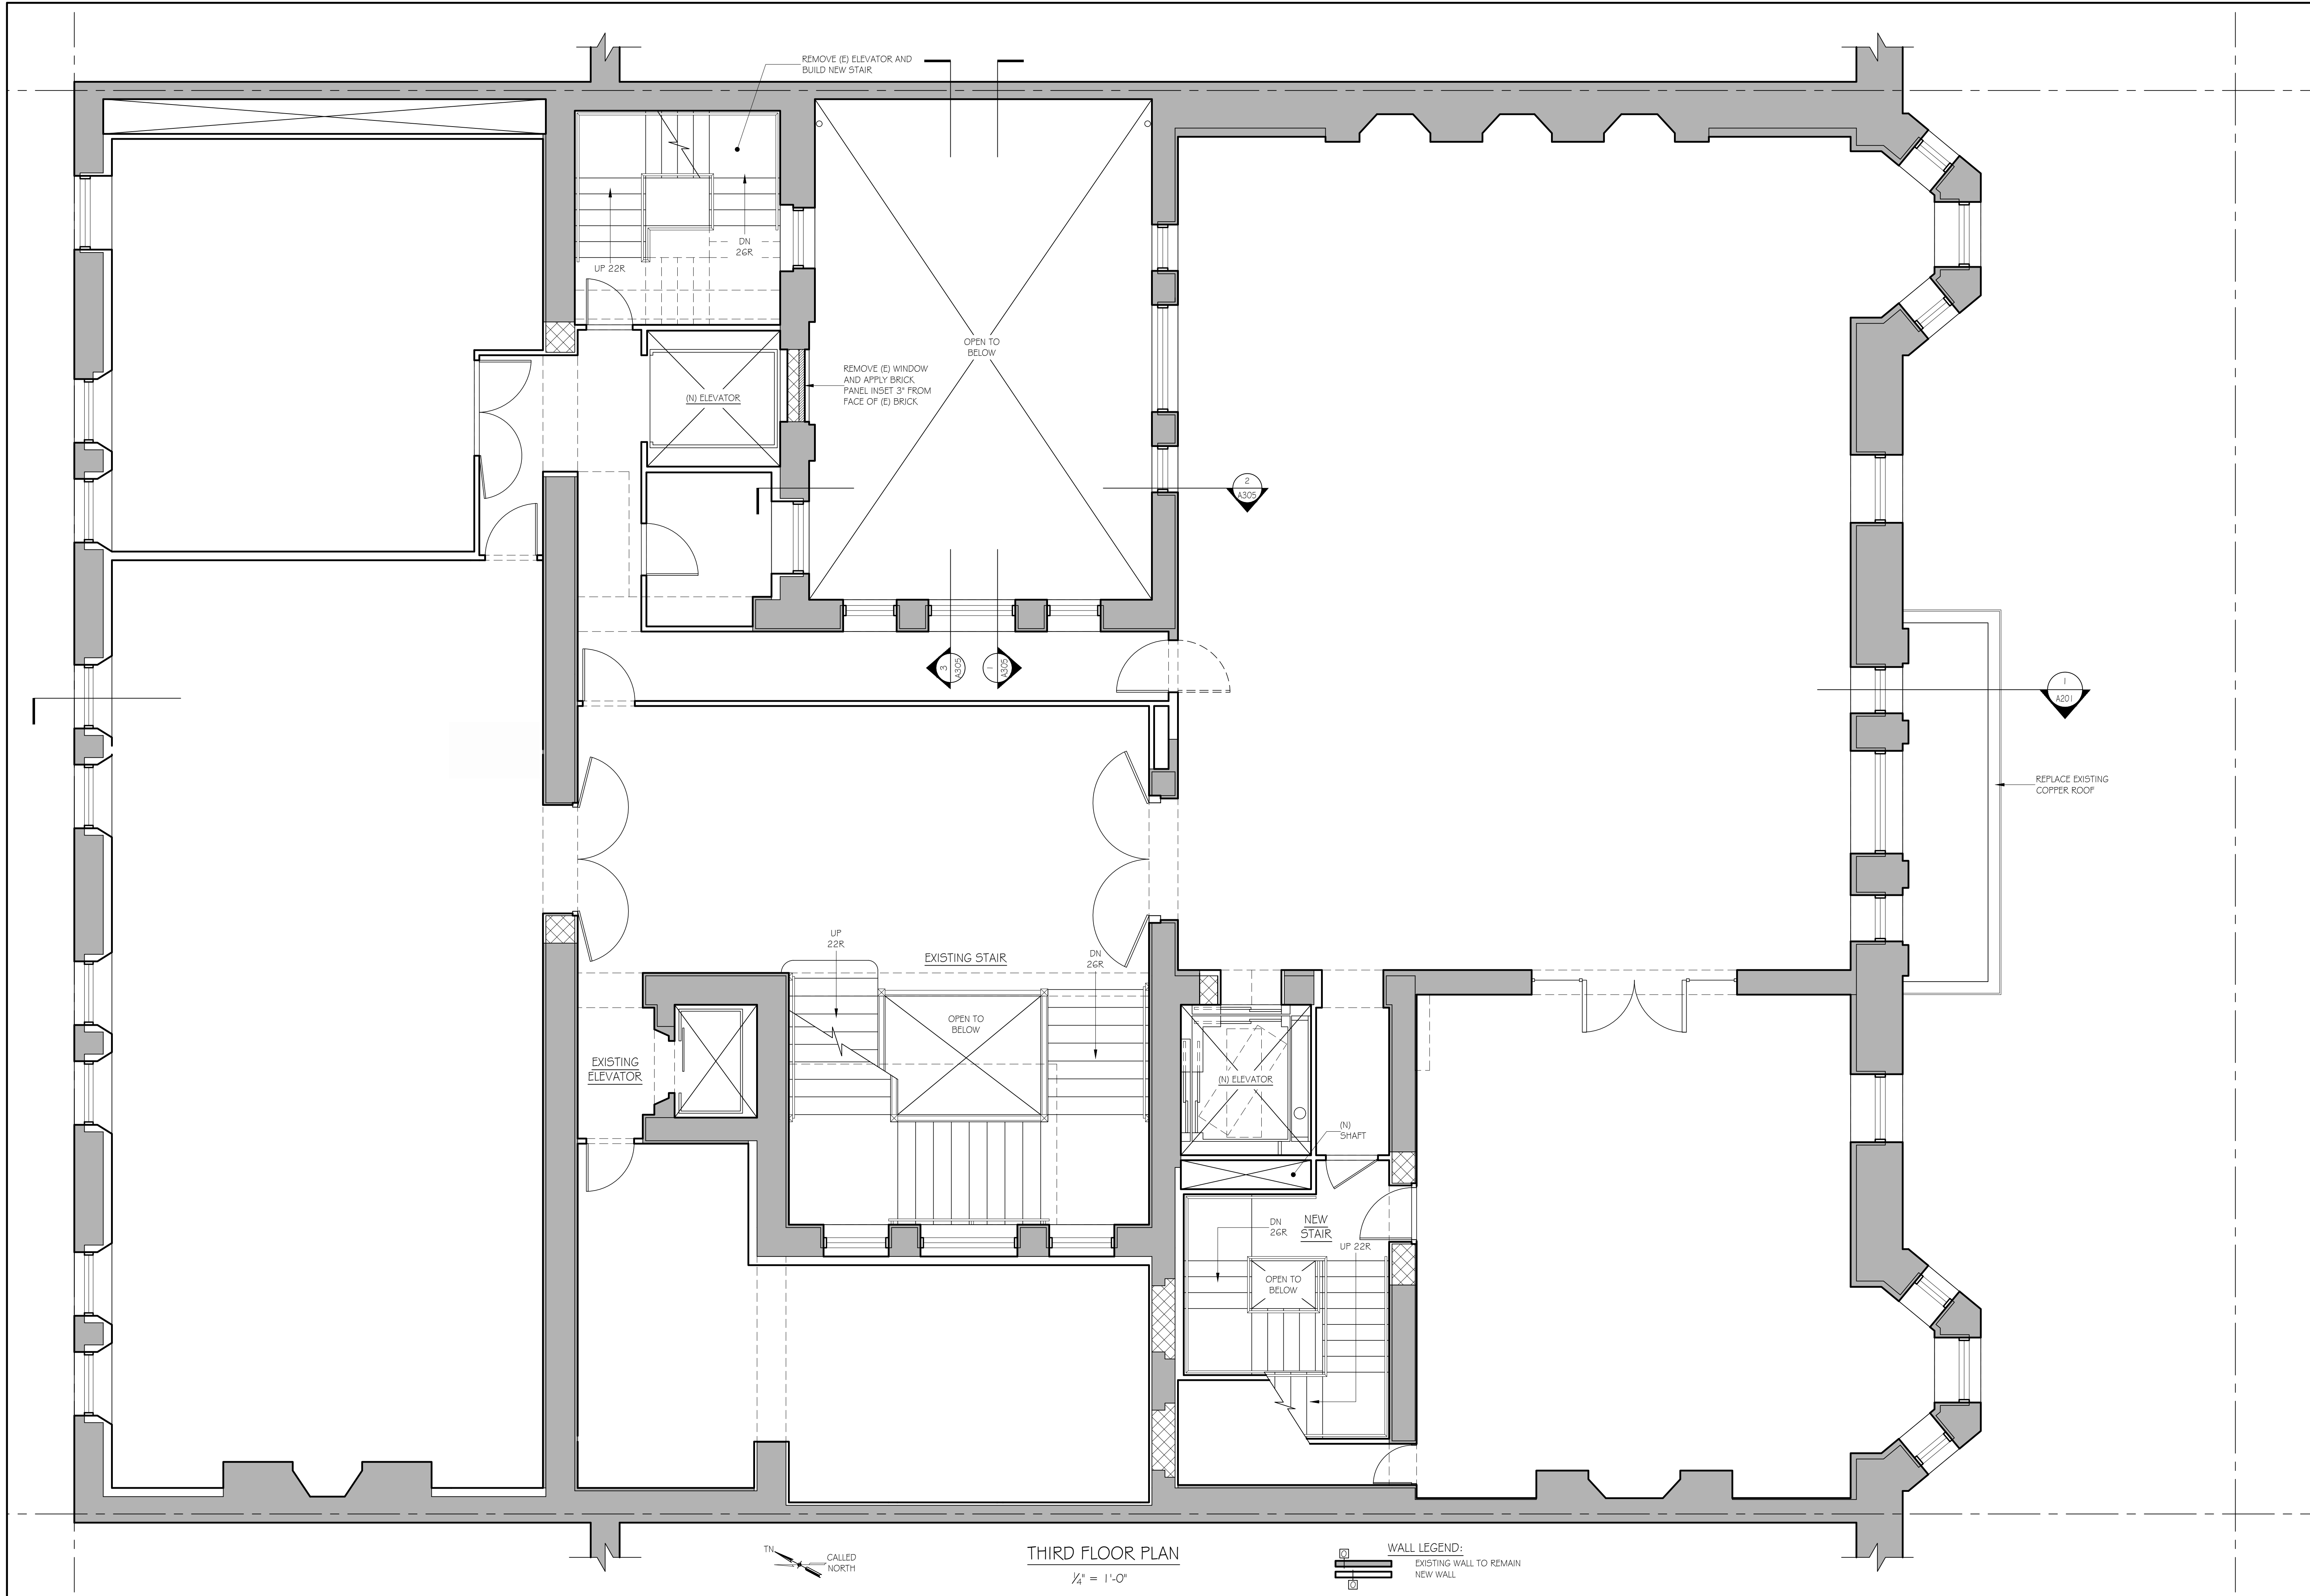 REMOVE (E) ELEVATOR AND
BUILD NEW STAIR
DN
26R
UP 22R
OPEN TO
BELOW
REMOVE (E) WINDOW
AND APPLY BRICK
PANEL INSET 3" FROM
FACE OF (E) BRICK
(N) ELEVATOR
2
A305
3
A305
1
A305
1
A201
REPLACE EXISTING
COPPER ROOF
UP
22R
EXISTING STAIR
DN
26R
OPEN TO
BELOW
EXISTING
ELEVATOR
(N) ELEVATOR
(N)
SHAFT
DN
26R
NEW
STAIR
UP 22R
OPEN TO
BELOW
TN
CALLED
NORTH
THIRD FLOOR PLAN
1/4" = 1'-0"
WALL LEGEND:
EXISTING WALL TO REMAIN
NEW WALL